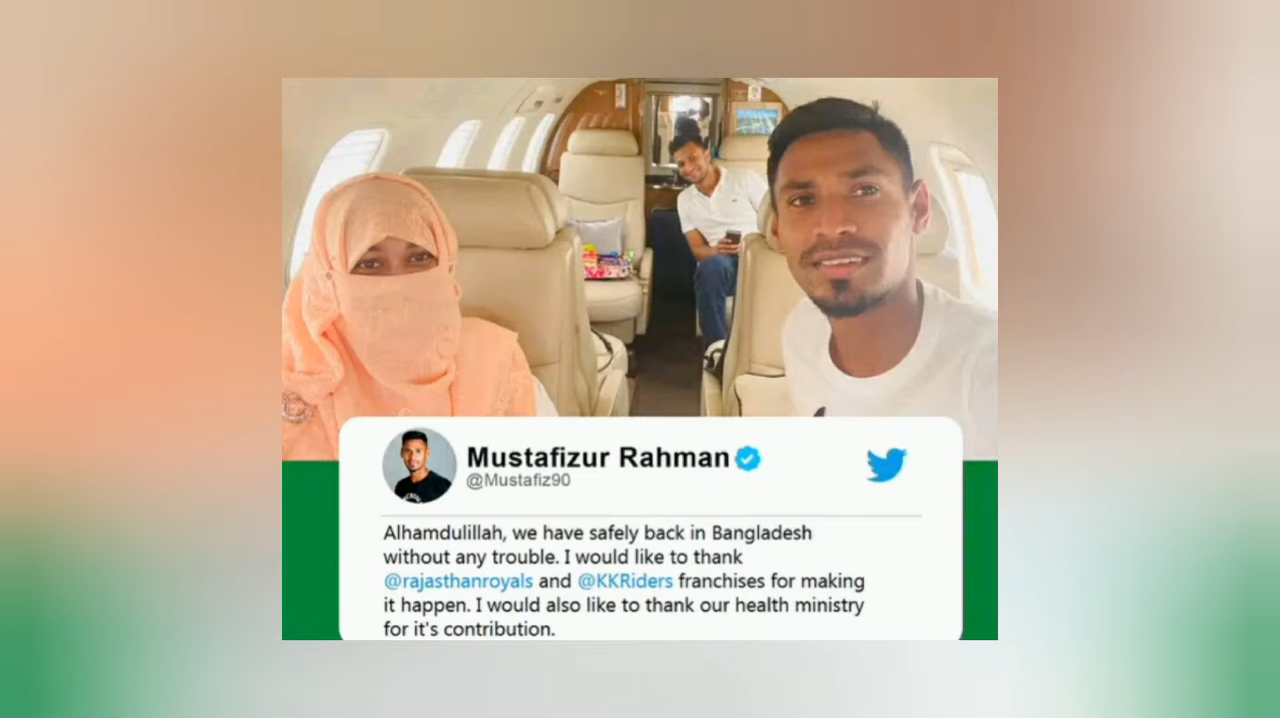 Mustafizur Rahman
@Mustafiz90
Alhamdulillah, we have safely back in Bangladesh
without any trouble. I would like to thank
@rajasthanroyals and @KKRiders franchises for making
it happen. I would also like to thank our health ministry
for it's contribution.